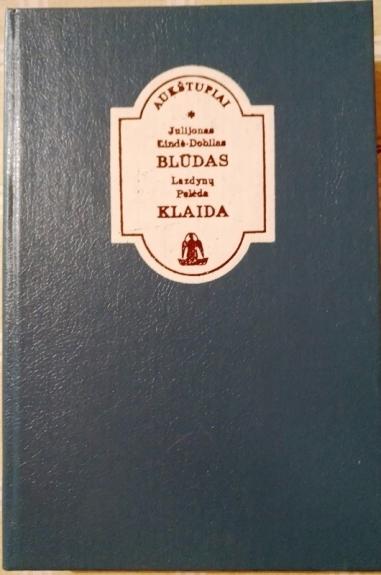 AUKŠTUPIAI
*
Julijonas
Lindė-Dobilas
BLŪDAS
Lazdynų
Pelėda
KLAIDA